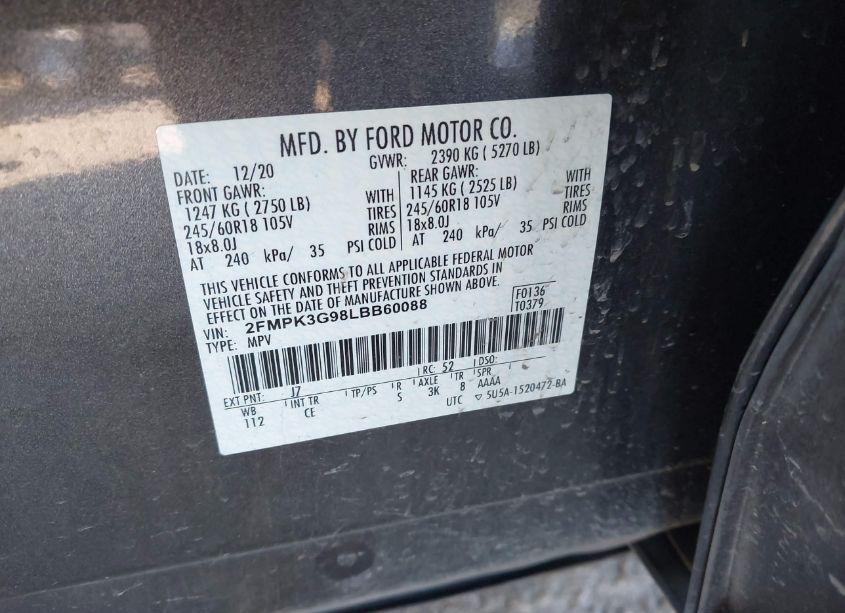 MFD. BY FORD MOTOR CO.
DATE: 12/20 GVWR: 2390 KG ( 5270 LB)
FRONT GAWR: REAR GAWR:
1247 KG ( 2750 LB) WITH 1145 KG ( 2525 LB) WITH
245/60R18 105V TIRES 245/60R18 105V TIRES
18x8.0J RIMS 18x8.0J RIMS
AT 240 kPa/ 35 PSI COLD AT 240 kPa/ 35 PSI COLD
THIS VEHICLE CONFORMS TO ALL APPLICABLE FEDERAL MOTOR
VEHICLE SAFETY AND THEFT PREVENTION STANDARDS IN
EFFECT ON THE DATE OF MANUFACTURE SHOWN ABOVE.
VIN: 2FMPK3G98LBB60088 F0136
TYPE: MPV T0379
EXT PNT: J7 RC: 52 DSO:
WB INT TR TP/PS R AXLE TR SPR
112 CE S 3K 8 AAAA
UTC ▽ 5U5A-1520472-BA